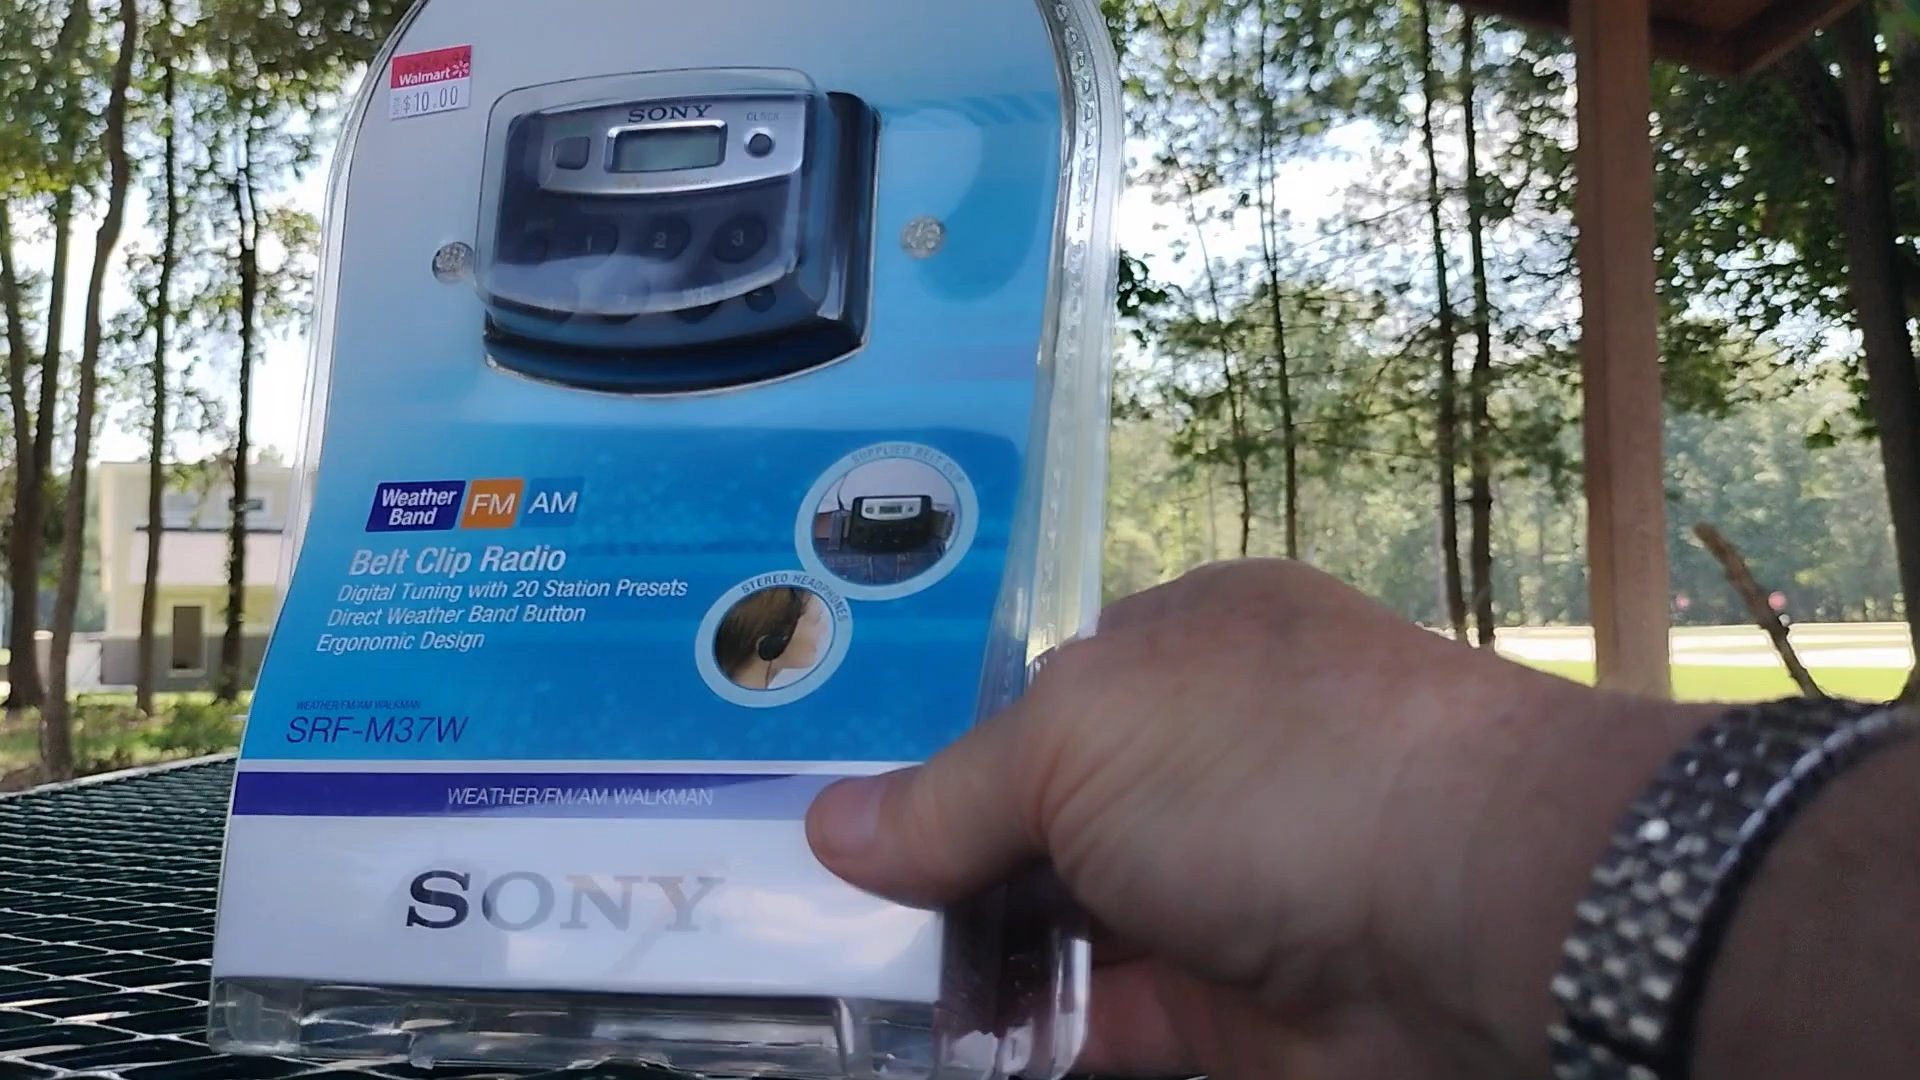 Walmart
$10.00
SONY
CLOCK
1 2 3
SUPPLIED BELT CLIP
Weather
Band
FM AM
Belt Clip Radio
Digital Tuning with 20 Station Presets
Direct Weather Band Button
Ergonomic Design
STEREO HEADPHONES
WEATHER/FM/AM WALKMAN
SRF-M37W
WEATHER/FM/AM WALKMAN
SONY